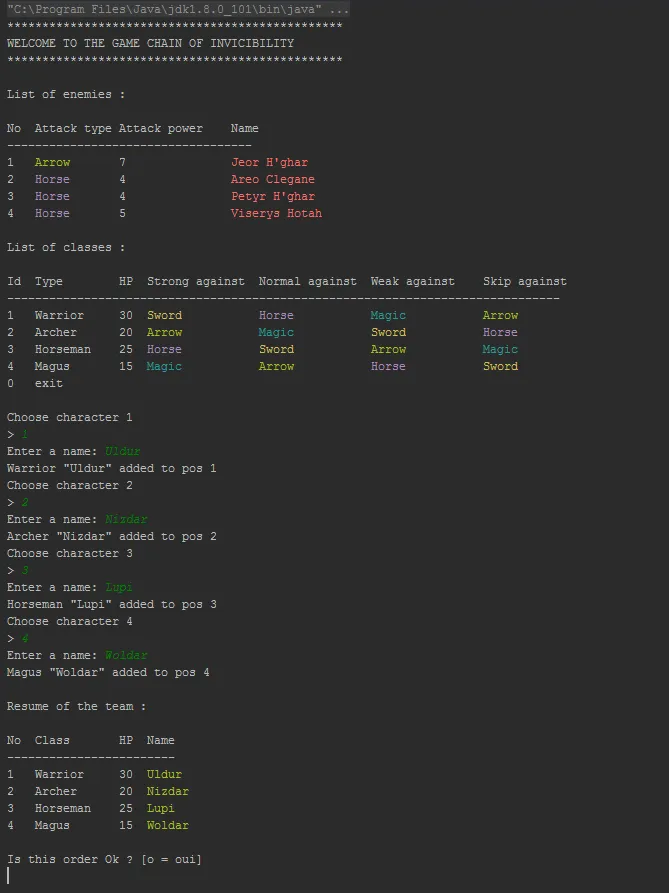 "C:\Program Files\Java\jdk1.8.0_101\bin\java" ...
************************************************
WELCOME TO THE GAME CHAIN OF INVICIBILITY
************************************************
List of enemies :
No  Attack type Attack power    Name
-----------------------------------
1   Arrow       7               Jeor H'ghar
2   Horse       4               Areo Clegane
3   Horse       4               Petyr H'ghar
4   Horse       5               Viserys Hotah
List of classes :
Id  Type        HP  Strong against  Normal against  Weak against    Skip against
-------------------------------------------------------------------------------
1   Warrior     30  Sword           Horse           Magic           Arrow
2   Archer      20  Arrow           Magic           Sword           Horse
3   Horseman    25  Horse           Sword           Arrow           Magic
4   Magus       15  Magic           Arrow           Horse           Sword
0   exit
Choose character 1
> 1
Enter a name: Uldur
Warrior "Uldur" added to pos 1
Choose character 2
> 2
Enter a name: Nizdar
Archer "Nizdar" added to pos 2
Choose character 3
> 3
Enter a name: Lupi
Horseman "Lupi" added to pos 3
Choose character 4
> 4
Enter a name: Woldar
Magus "Woldar" added to pos 4
Resume of the team :
No  Class       HP  Name
------------------------
1   Warrior     30  Uldur
2   Archer      20  Nizdar
3   Horseman    25  Lupi
4   Magus       15  Woldar
Is this order Ok ? [o = oui]